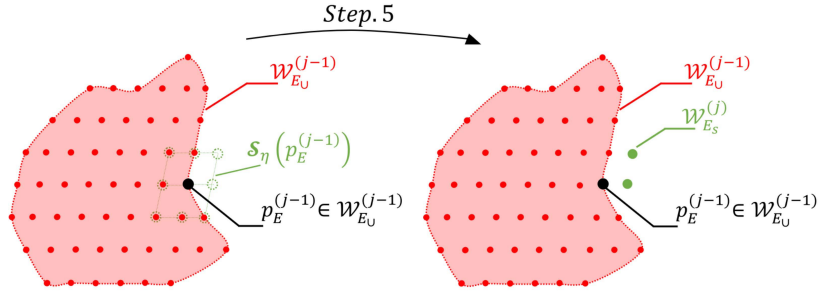 Step. 5
𝒲_{E_∪}^{(j−1)}
𝓢_η (p_E^{(j−1)})
p_E^{(j−1)} ∈ 𝒲_{E_∪}^{(j−1)}
𝒲_{E_∪}^{(j−1)}
𝒲_{E_s}^{(j)}
p_E^{(j−1)} ∈ 𝒲_{E_∪}^{(j−1)}